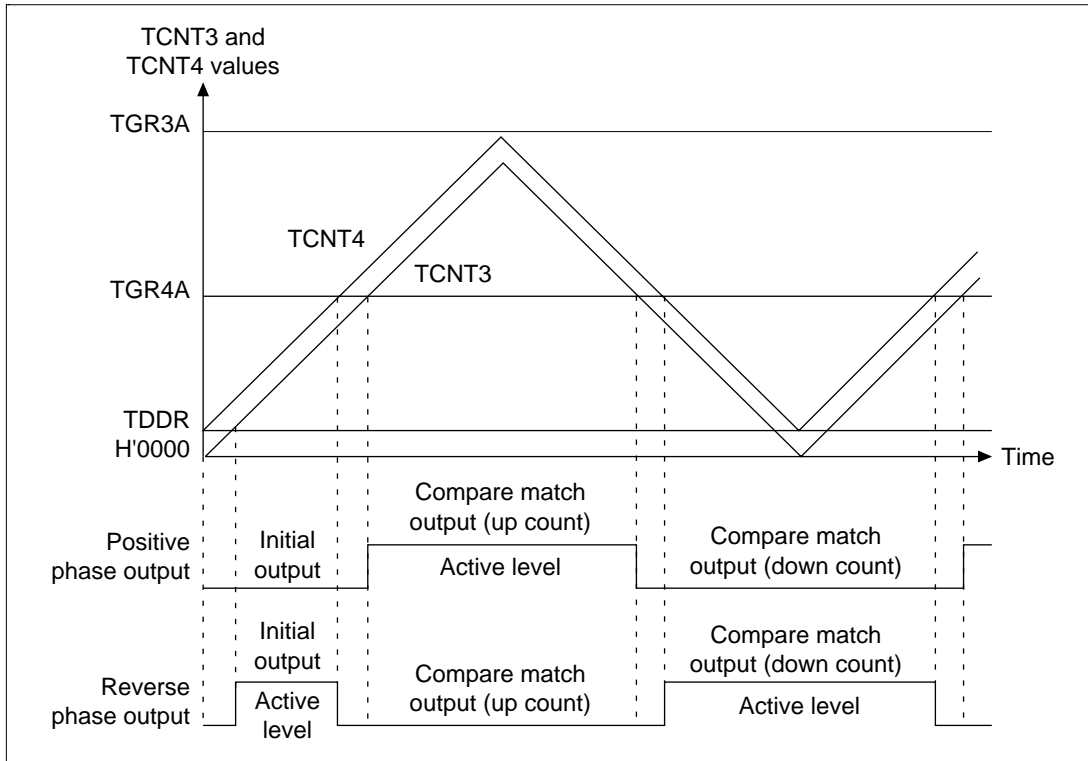 TCNT3 and
TCNT4 values
TGR3A
TCNT4
TCNT3
TGR4A
TDDR
H'0000
Time
Compare match
output (up count)
Positive
phase output
Initial
output
Active level
Compare match
output (down count)
Initial
output
Reverse
phase output
Active
level
Compare match
output (up count)
Compare match
output (down count)
Active level